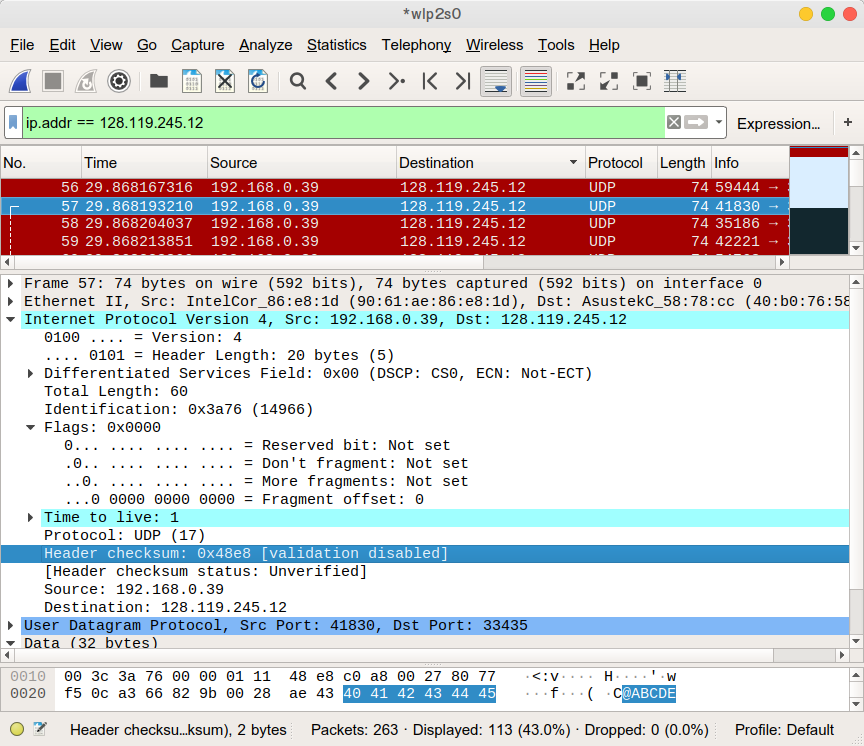 *wlp2s0
File Edit View Go Capture Analyze Statistics Telephony Wireless Tools Help
ip.addr == 128.119.245.12 Expression… +
No. Time Source Destination Protocol Length Info
56 29.868167316 192.168.0.39 128.119.245.12 UDP 74 59444 →
57 29.868193210 192.168.0.39 128.119.245.12 UDP 74 41830 →
58 29.868204037 192.168.0.39 128.119.245.12 UDP 74 35186 →
59 29.868213851 192.168.0.39 128.119.245.12 UDP 74 42221 →
Frame 57: 74 bytes on wire (592 bits), 74 bytes captured (592 bits) on interface 0
Ethernet II, Src: IntelCor_86:e8:1d (90:61:ae:86:e8:1d), Dst: AsustekC_58:78:cc (40:b0:76:58
Internet Protocol Version 4, Src: 192.168.0.39, Dst: 128.119.245.12
0100 .... = Version: 4
.... 0101 = Header Length: 20 bytes (5)
Differentiated Services Field: 0x00 (DSCP: CS0, ECN: Not-ECT)
Total Length: 60
Identification: 0x3a76 (14966)
Flags: 0x0000
0... .... .... .... = Reserved bit: Not set
.0.. .... .... .... = Don't fragment: Not set
..0. .... .... .... = More fragments: Not set
...0 0000 0000 0000 = Fragment offset: 0
Time to live: 1
Protocol: UDP (17)
Header checksum: 0x48e8 [validation disabled]
[Header checksum status: Unverified]
Source: 192.168.0.39
Destination: 128.119.245.12
User Datagram Protocol, Src Port: 41830, Dst Port: 33435
Data (32 bytes)
0010 00 3c 3a 76 00 00 01 11 48 e8 c0 a8 00 27 80 77 ·<:v···· H····'·w
0020 f5 0c a3 66 82 9b 00 28 ae 43 40 41 42 43 44 45 ···f···( ·C@ABCDE
Header checksu…ksum), 2 bytes Packets: 263 · Displayed: 113 (43.0%) · Dropped: 0 (0.0%) Profile: Default